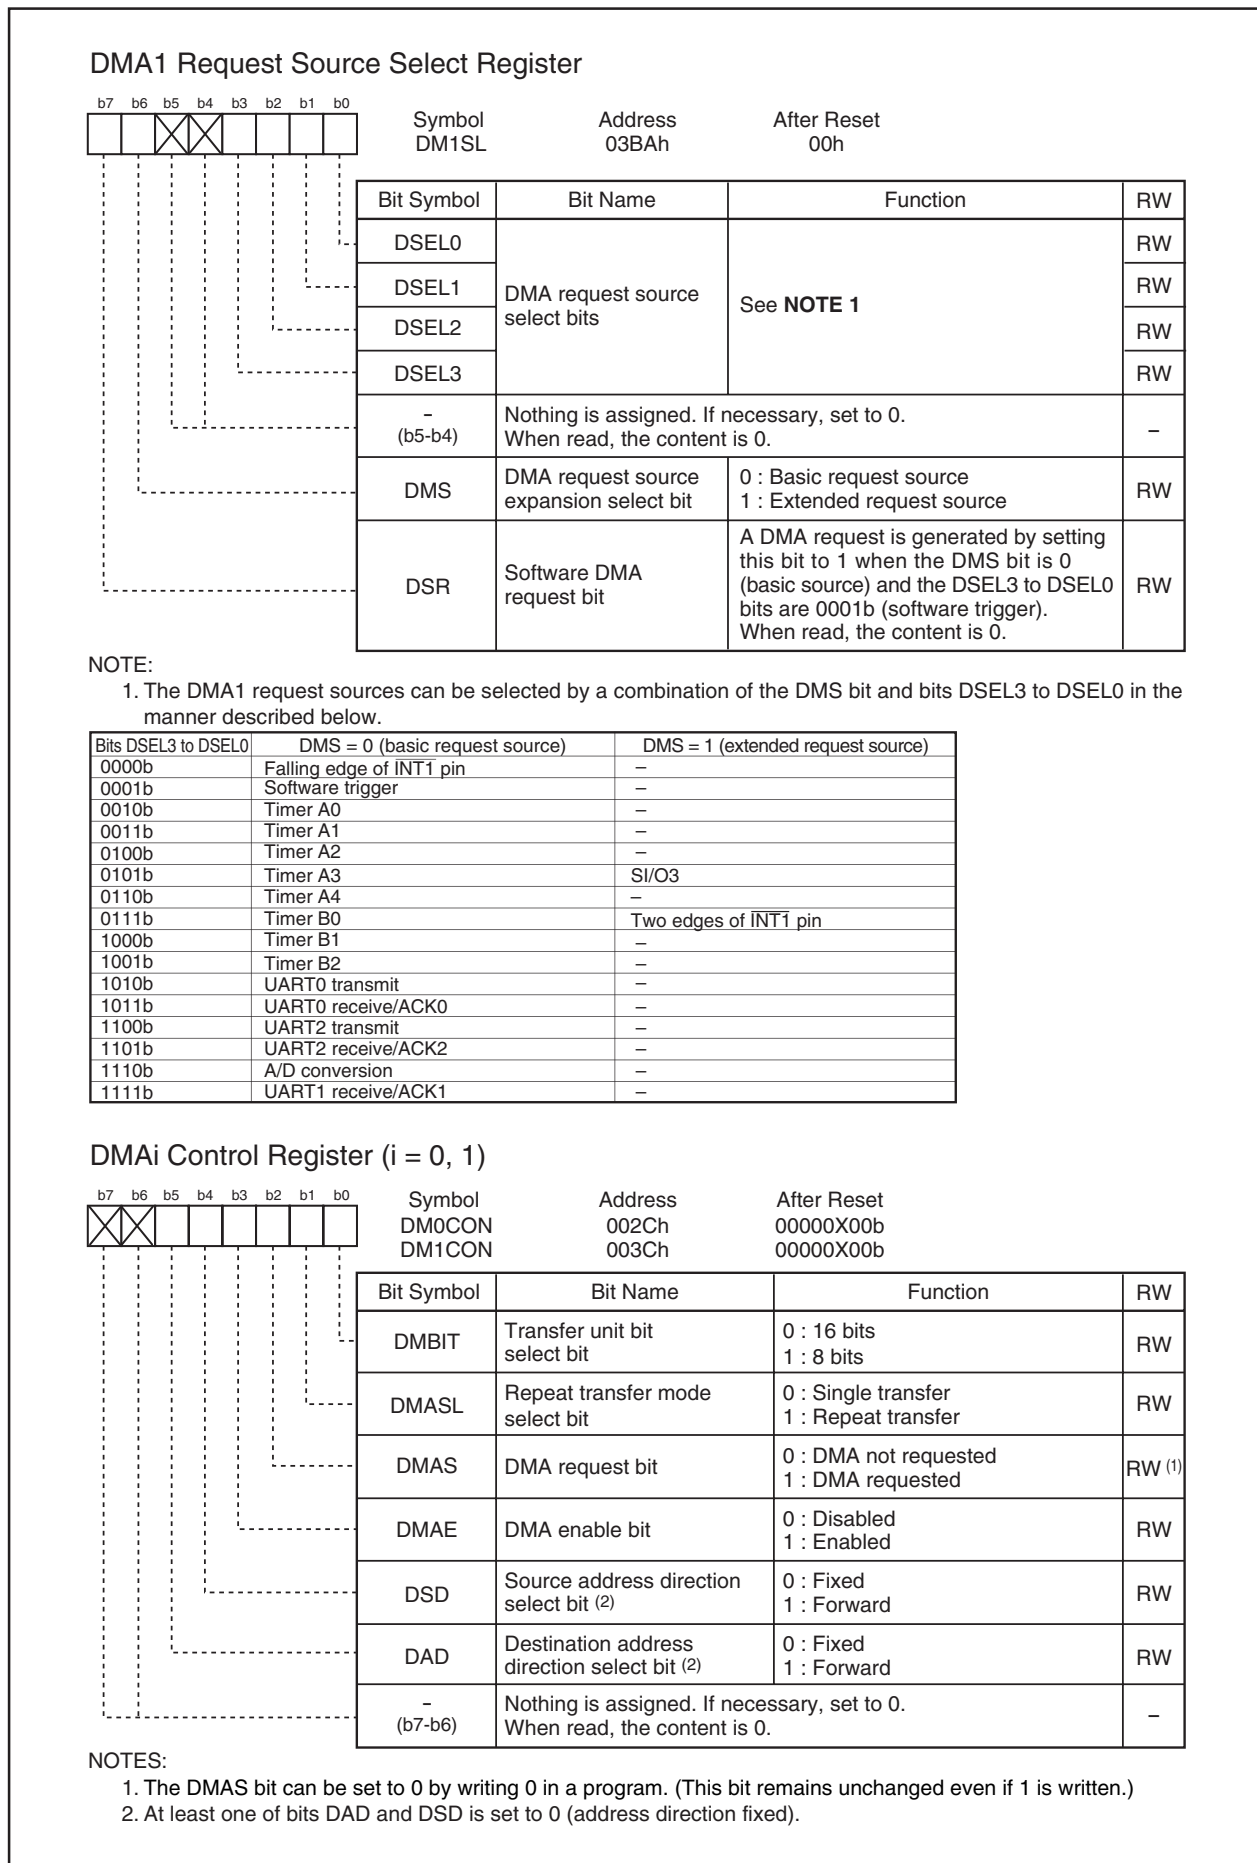 DMA1 Request Source Select Register
b7 b6 b5 b4 b3 b2 b1 b0
Symbol Address After Reset
DM1SL 03BAh 00h
Bit Symbol Bit Name Function RW
DSEL0 RW
DSEL1 RW
DMA request source
select bits
See NOTE 1
DSEL2 RW
DSEL3 RW
–
(b5-b4)
Nothing is assigned. If necessary, set to 0.
When read, the content is 0.
–
DMS
DMA request source
expansion select bit
0 : Basic request source
1 : Extended request source
RW
DSR
Software DMA
request bit
A DMA request is generated by setting
this bit to 1 when the DMS bit is 0
(basic source) and the DSEL3 to DSEL0
bits are 0001b (software trigger).
When read, the content is 0.
RW
NOTE:
1. The DMA1 request sources can be selected by a combination of the DMS bit and bits DSEL3 to DSEL0 in the
manner described below.
Bits DSEL3 to DSEL0 DMS = 0 (basic request source) DMS = 1 (extended request source)
0000b Falling edge of I̅N̅T̅1̅ pin –
0001b Software trigger –
0010b Timer A0 –
0011b Timer A1 –
0100b Timer A2 –
0101b Timer A3 SI/O3
0110b Timer A4 –
0111b Timer B0 Two edges of I̅N̅T̅1̅ pin
1000b Timer B1 –
1001b Timer B2 –
1010b UART0 transmit –
1011b UART0 receive/ACK0 –
1100b UART2 transmit –
1101b UART2 receive/ACK2 –
1110b A/D conversion –
1111b UART1 receive/ACK1 –
DMAi Control Register (i = 0, 1)
b7 b6 b5 b4 b3 b2 b1 b0
Symbol Address After Reset
DM0CON 002Ch 00000X00b
DM1CON 003Ch 00000X00b
Bit Symbol Bit Name Function RW
DMBIT
Transfer unit bit
select bit
0 : 16 bits
1 : 8 bits
RW
DMASL
Repeat transfer mode
select bit
0 : Single transfer
1 : Repeat transfer
RW
DMAS
DMA request bit
0 : DMA not requested
1 : DMA requested
RW (1)
DMAE
DMA enable bit
0 : Disabled
1 : Enabled
RW
DSD
Source address direction
select bit (2)
0 : Fixed
1 : Forward
RW
DAD
Destination address
direction select bit (2)
0 : Fixed
1 : Forward
RW
–
(b7-b6)
Nothing is assigned. If necessary, set to 0.
When read, the content is 0.
–
NOTES:
1. The DMAS bit can be set to 0 by writing 0 in a program. (This bit remains unchanged even if 1 is written.)
2. At least one of bits DAD and DSD is set to 0 (address direction fixed).